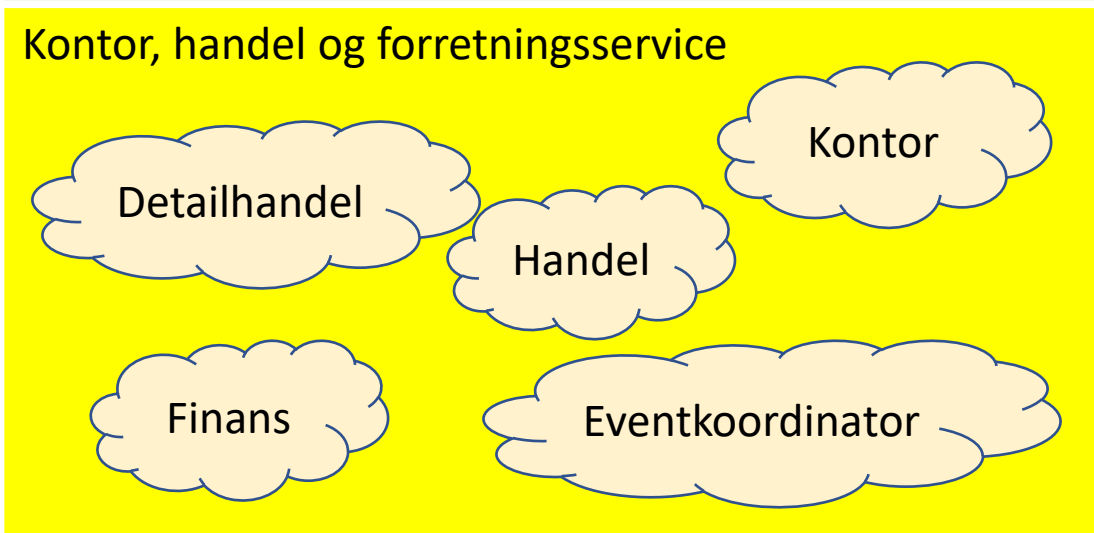 Kontor, handel og forretningsservice
Kontor
Detailhandel
Handel
Finans
Eventkoordinator